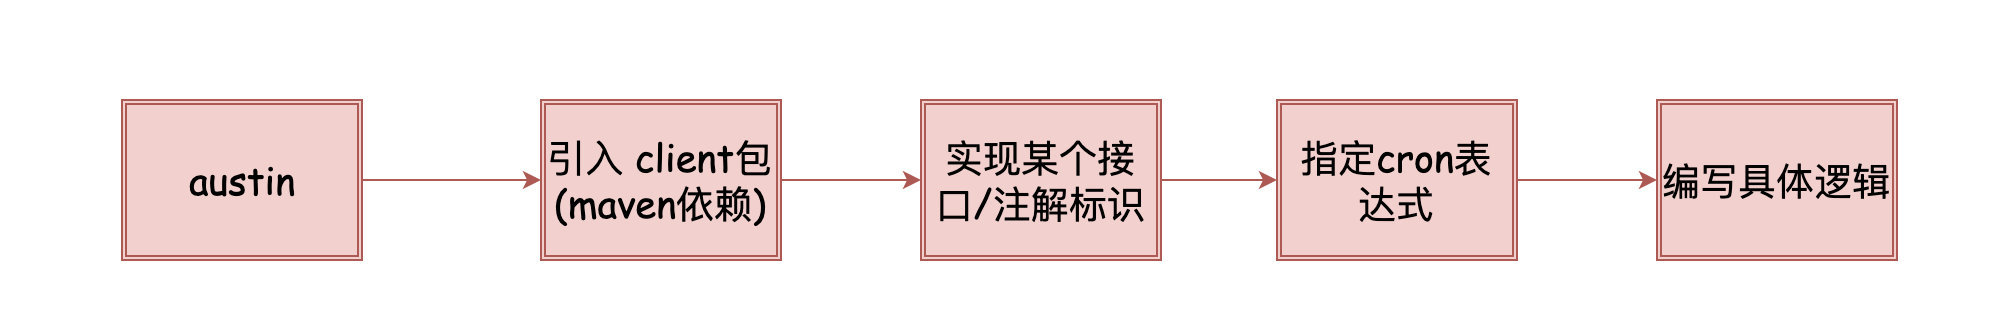 austin
引入 client包
(maven依赖)
实现某个接
口/注解标识
指定cron表
达式
编写具体逻辑